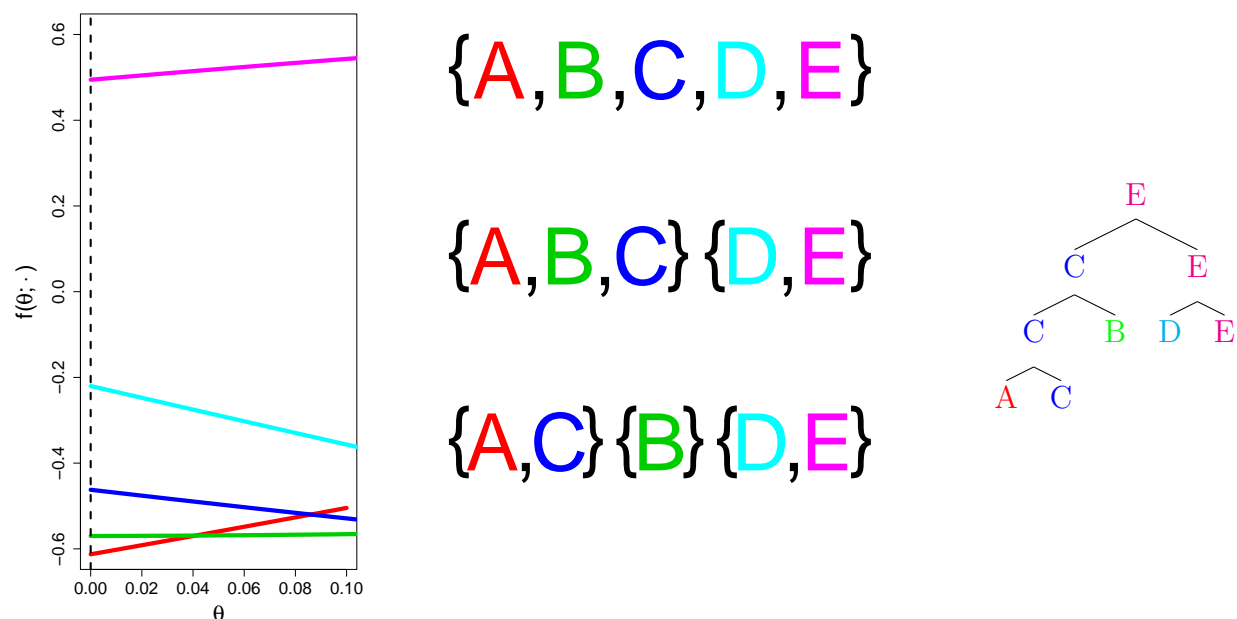 0.6
0.4
0.2
0.0
−0.2
−0.4
−0.6
f(θ; · )
0.00 0.02 0.04 0.06 0.08 0.10
θ
{A,B,C,D,E}
{A,B,C} {D,E}
{A,C} {B} {D,E}
E
C E
C B D E
A C